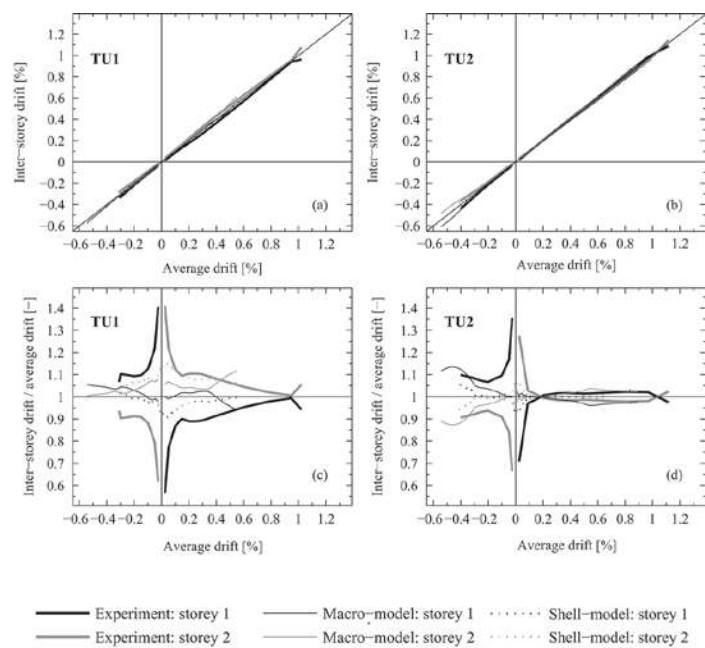 TU1
Inter-storey drift [%]
1
0.8
0.6
0.4
0.2
0
−0.2
−0.4
−0.6
(a)
−0.6 −0.4 −0.2 0 0.2 0.4 0.6 0.8 1 1.2
Average drift [%]
TU2
Inter-storey drift [%]
1
0.8
0.6
0.4
0.2
0
−0.2
−0.4
−0.6
(b)
−0.6 −0.4 −0.2 0 0.2 0.4 0.6 0.8 1 1.2
Average drift [%]
TU1
Inter−storey drift / average drift [−]
1.4
1.3
1.2
1.1
1
0.9
0.8
0.7
0.6
(c)
−0.6 −0.4 −0.2 0 0.2 0.4 0.6 0.8 1 1.2
Average drift [%]
TU2
Inter−storey drift / average drift [−]
1.4
1.3
1.2
1.1
1
0.9
0.8
0.7
0.6
(d)
−0.6 −0.4 −0.2 0 0.2 0.4 0.6 0.8 1 1.2
Average drift [%]
Experiment: storey 1 Macro−model: storey 1 Shell−model: storey 1
Experiment: storey 2 Macro−model: storey 2 Shell−model: storey 2